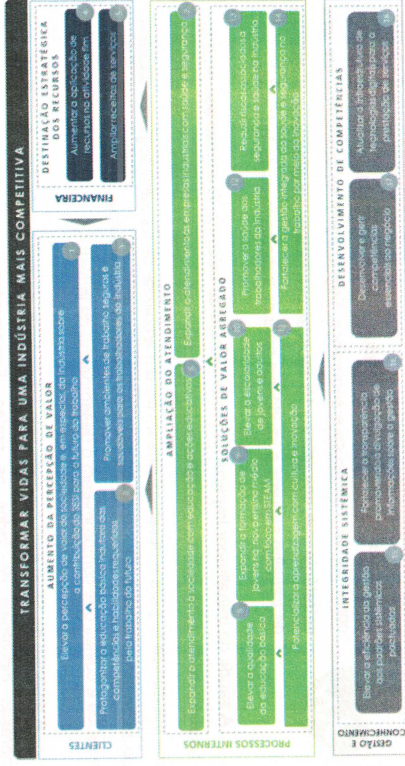 TRANSFORMAR VIDAS PARA UMA INDÚSTRIA MAIS COMPETITIVA
CLIENTES
AUMENTO DA PERCEPÇÃO DE VALOR
Elevar a percepção de valor da sociedade e, em especial, da indústria sobre
a contribuição do SESI para o futuro do trabalho
Protagonizar a educação básica indutora das
competências e habilidades requeridas
pelo trabalho do futuro
Promover ambientes de trabalho seguros e
saudáveis para os trabalhadores da indústria
FINANCEIRA
DESTINAÇÃO ESTRATÉGICA
DOS RECURSOS
Aumentar a aplicação de
recursos na atividade fim
Ampliar receitas de serviços
PROCESSOS INTERNOS
AMPLIAÇÃO DO ATENDIMENTO
Expandir o atendimento à sociedade com educação e ações educativas
Expandir o atendimento às empresas industriais com saúde e segurança
SOLUÇÕES DE VALOR AGREGADO
Elevar a qualidade
da educação básica
Expandir a formação de
jovens no novo ensino médio
com foco em STEAM
Elevar a escolaridade
de jovens e adultos
Promover a saúde dos
trabalhadores da indústria
Reduzir riscos associados à
segurança e saúde na indústria
Potencializar a aprendizagem com cultura e inovação
Fortalecer a gestão integrada da saúde e segurança no
trabalho por meio da inovação
GESTÃO E
CONHECIMENTO
INTEGRIDADE SISTÊMICA
Elevar a eficiência da gestão
aos padrões sistêmicos
pactuados
Fortalecer a transparência
promovendo a divulgação de
informações sobre a gestão
DESENVOLVIMENTO DE COMPETÊNCIAS
Desenvolver e gerir
competências
essenciais ao negócio
Atualizar a infraestrutura de
tecnologias digitais para a
prestação de serviços